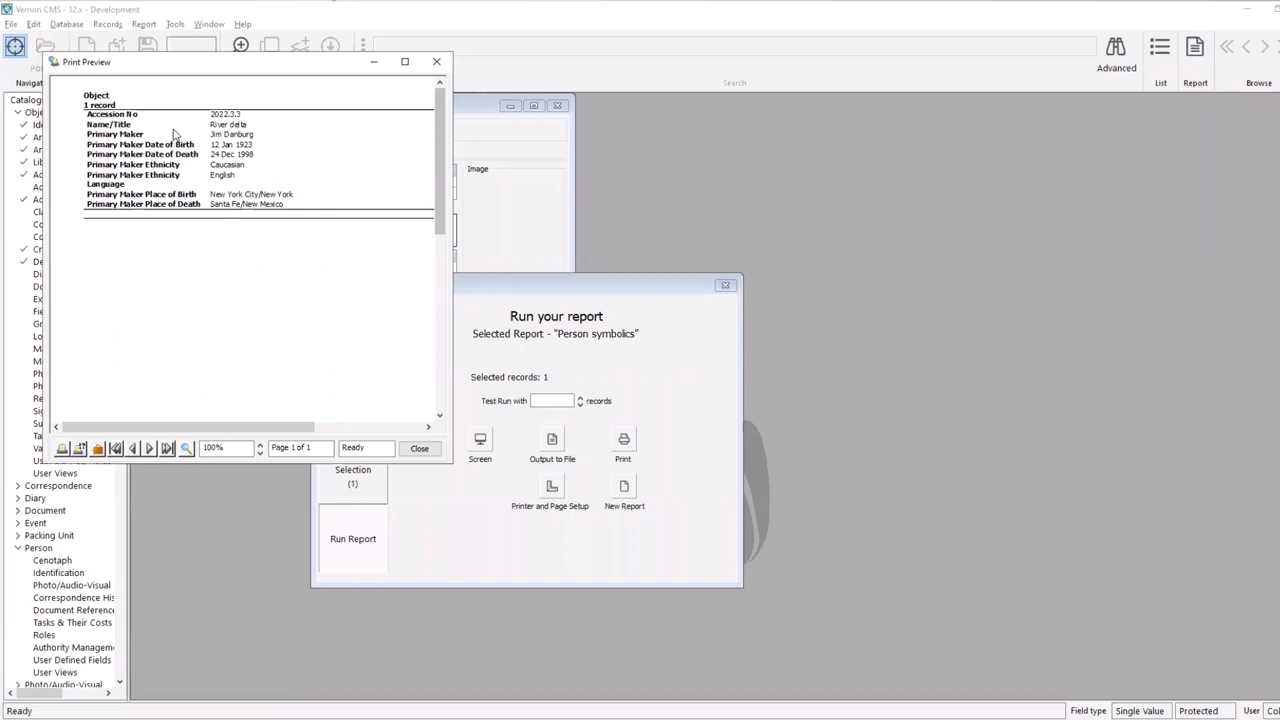 Vernon CMS - 12.x - Development
File Edit Database Records Report Tools Window Help
Search
Advanced
List
Report
Browse
Print Preview
Object
1 record
Accession No 2022.3.3
Name/Title River delta
Primary Maker Jim Danburg
Primary Maker Date of Birth 12 Jan 1923
Primary Maker Date of Death 24 Dec 1998
Primary Maker Ethnicity Caucasian
Primary Maker Ethnicity English
Language
Primary Maker Place of Birth New York City/New York
Primary Maker Place of Death Santa Fe/New Mexico
100%
Page 1 of 1
Ready
Close
Image
Run your report
Selected Report - "Person symbolics"
Selected records: 1
Test Run with records
Screen
Output to File
Print
Printer and Page Setup
New Report
Selection
(1)
Run Report
User Views
Correspondence
Diary
Document
Event
Packing Unit
Person
Cenotaph
Identification
Photo/Audio-Visual
Correspondence His
Document Reference
Tasks & Their Costs
Roles
Authority Managem
User Defined Fields
User Views
Photo/Audio-Visual
Ready
Field type Single Value Protected User